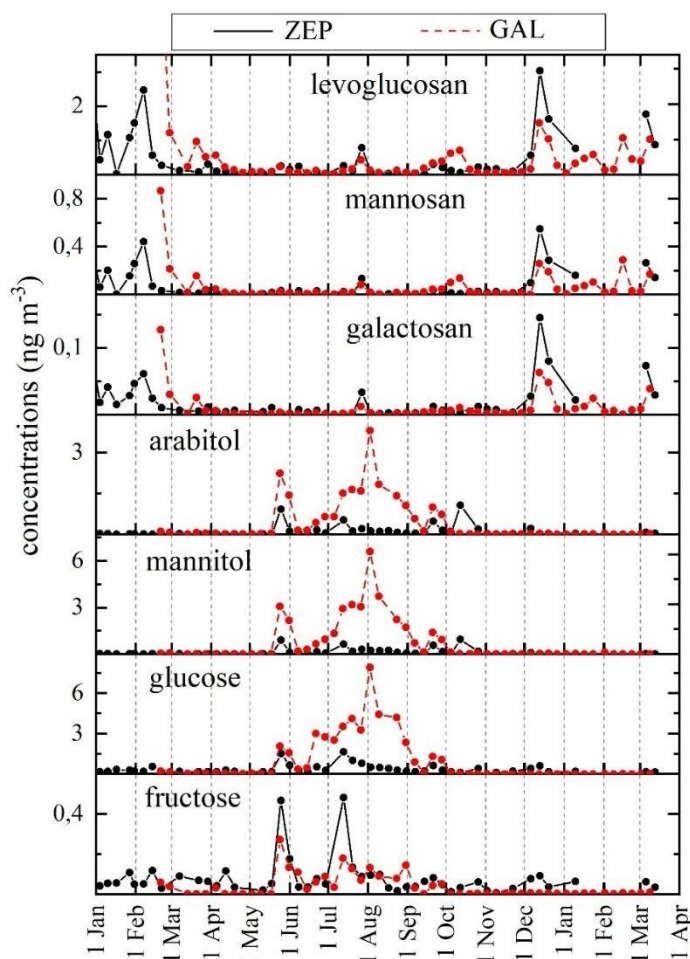 ZEP GAL
levoglucosan
2
mannosan
0,8
0,4
galactosan
0,1
arabitol
3
mannitol
6
3
glucose
6
3
fructose
0,4
concentrations (ng m⁻³)
1 Jan 1 Feb 1 Mar 1 Apr 1 May 1 Jun 1 Jul 1 Aug 1 Sep 1 Oct 1 Nov 1 Dec 1 Jan 1 Feb 1 Mar 1 Apr